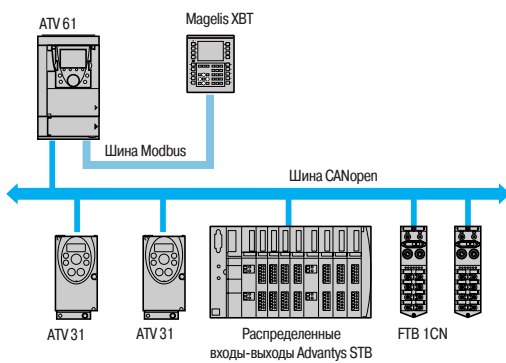 ATV 61
Magelis XBT
Шина Modbus
Шина CANopen
ATV 31
ATV 31
Распределенные
входы-выходы Advantys STB
FTB 1CN